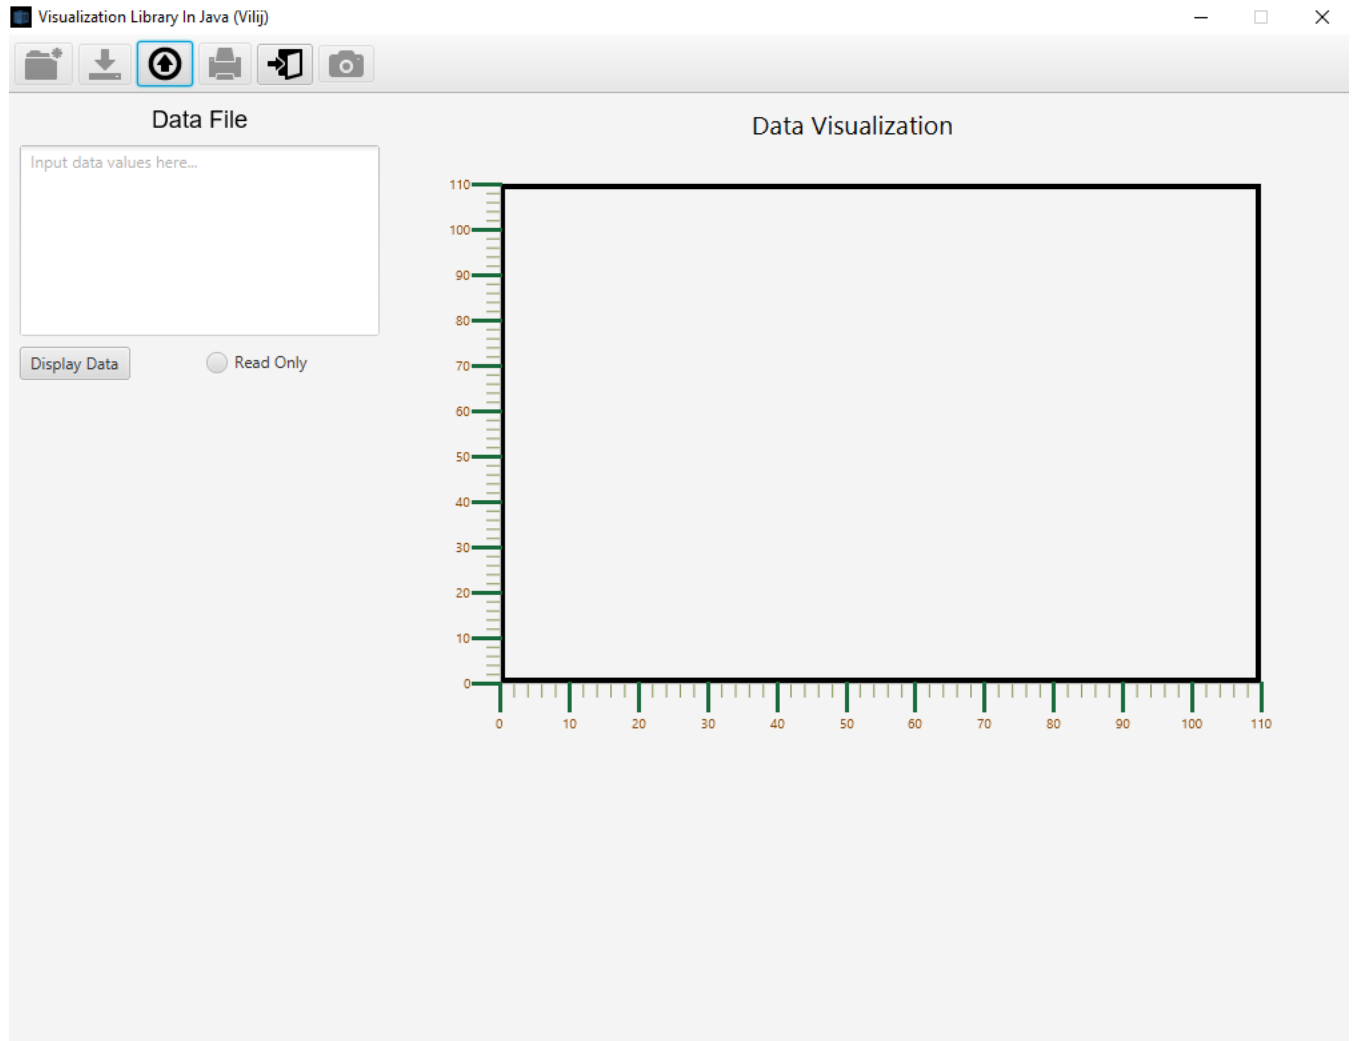 Visualization Library In Java (Vilij)
Data File
Data Visualization
Input data values here...
Display Data
Read Only
110
100
90
80
70
60
50
40
30
20
10
0
0 10 20 30 40 50 60 70 80 90 100 110